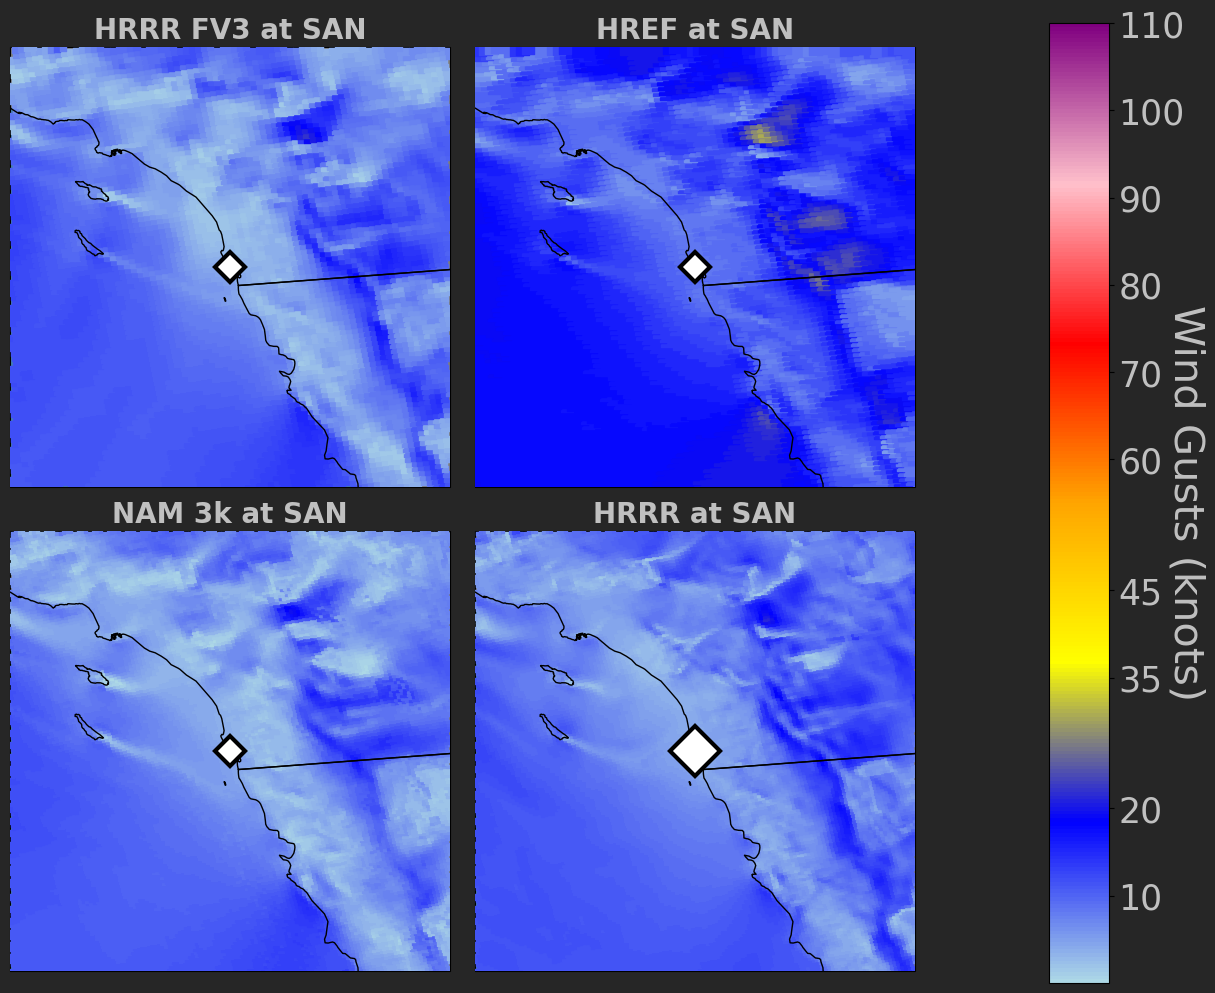 HRRR FV3 at SAN
HREF at SAN
NAM 3k at SAN
HRRR at SAN
110
100
90
80
70
60
45
35
20
10
Wind Gusts (knots)